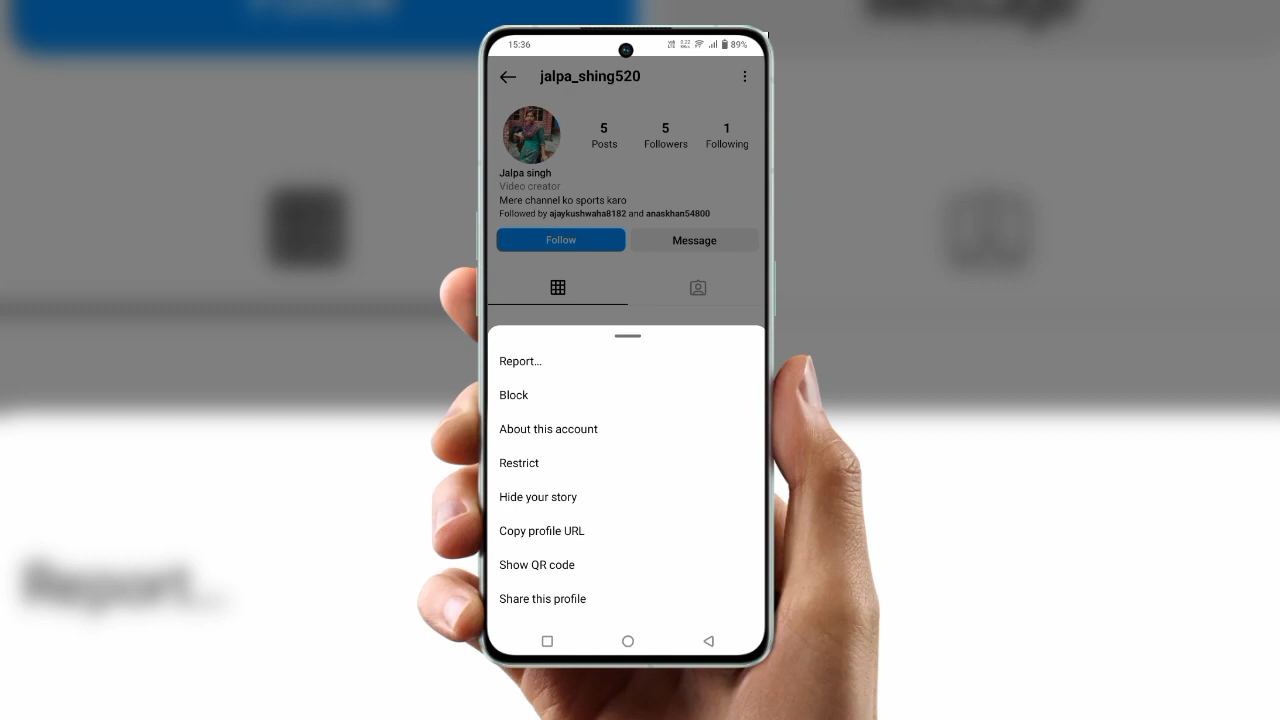 Follow
Message
15:36
89%
jalpa_shing520
5 5 1
Posts Followers Following
Jalpa singh
Video creator
Mere channel ko sports karo
Followed by ajaykushwaha8182 and anaskhan54800
Follow Message
Report...
Block
About this account
Restrict
Hide your story
Copy profile URL
Show QR code
Share this profile
Report...